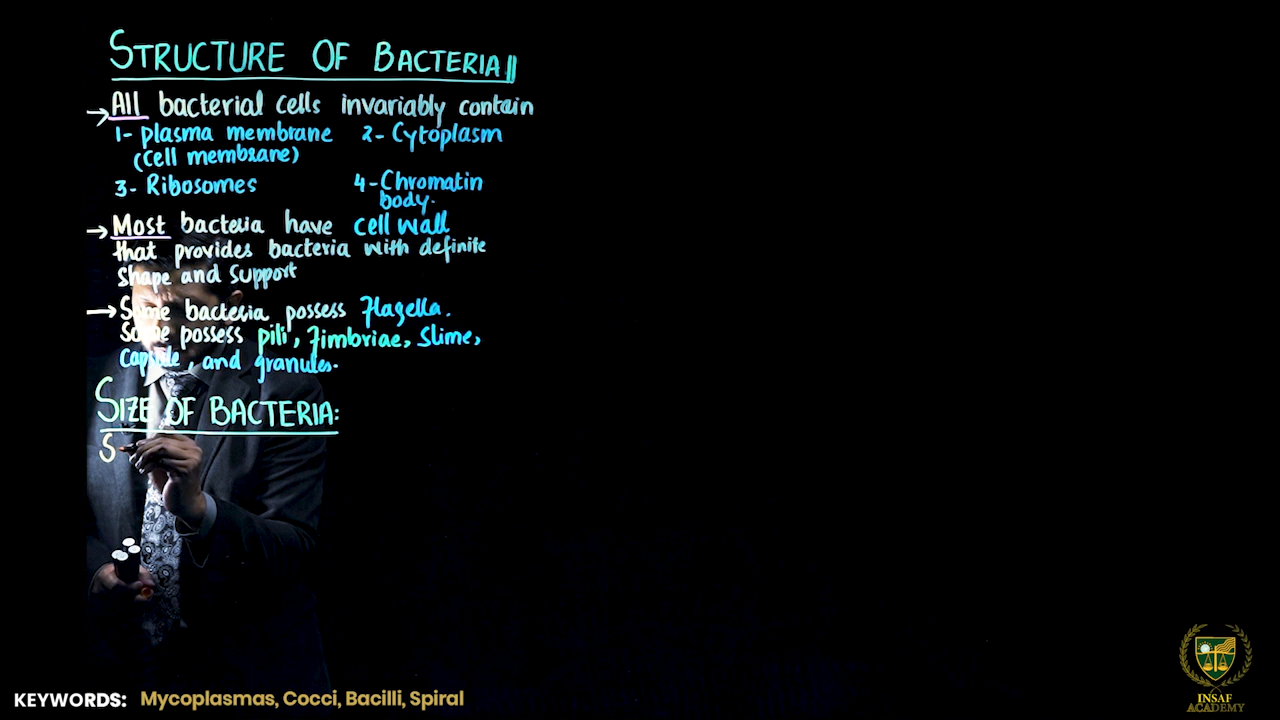 STRUCTURE OF BACTERIA
→ All bacterial cells invariably contain
1- plasma membrane 2- Cytoplasm
(cell membrane)
3- Ribosomes 4- Chromatin
body.
→ Most bacteria have cell wall
that provides bacteria with definite
Shape and Support
→ Some bacteria possess Flagella.
Some possess pili, Fimbriae, Slime,
Capsule, and granules.
SIZE OF BACTERIA:
S
KEYWORDS: Mycoplasmas, Cocci, Bacilli, Spiral
INSAF
ACADEMY